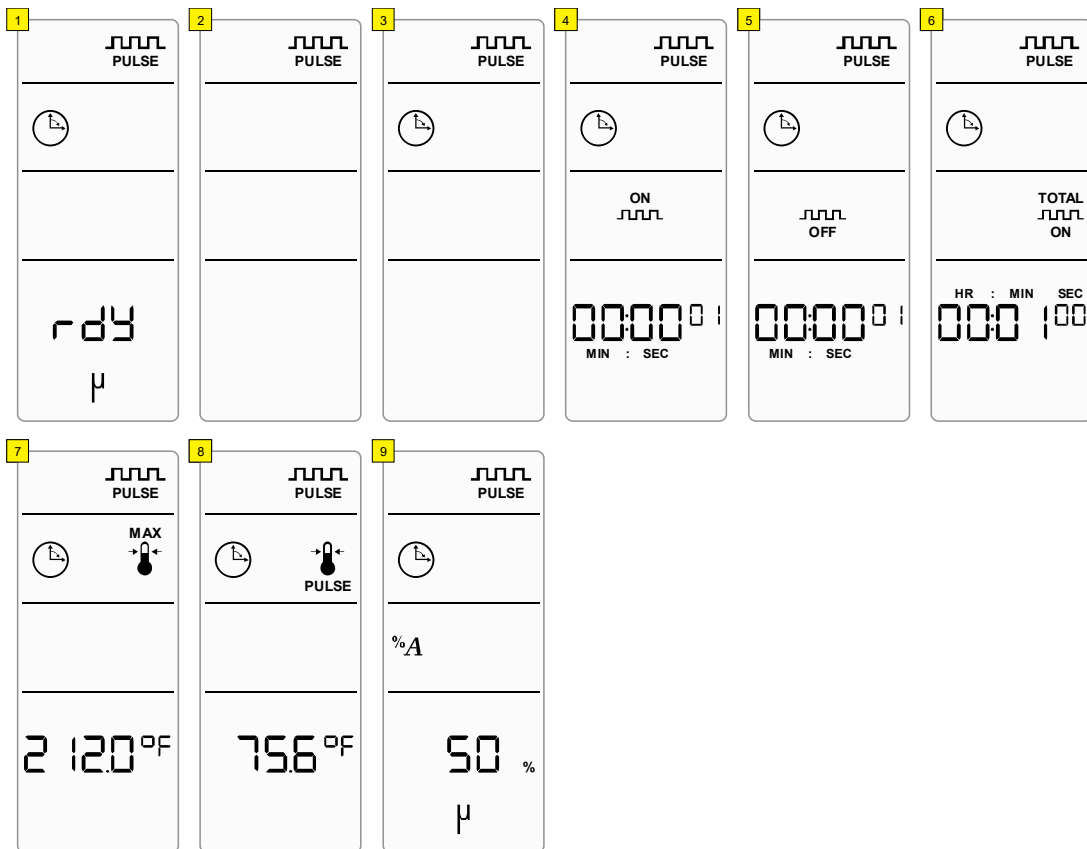 1
PULSE
rdY
μ
2
PULSE
3
PULSE
4
PULSE
ON
00:00 01
MIN : SEC
5
PULSE
OFF
00:00 01
MIN : SEC
6
PULSE
TOTAL
ON
HR : MIN SEC
00:01 00
7
PULSE
MAX
212.0 °F
8
PULSE
PULSE
75.6 °F
9
PULSE
%A
50 %
μ